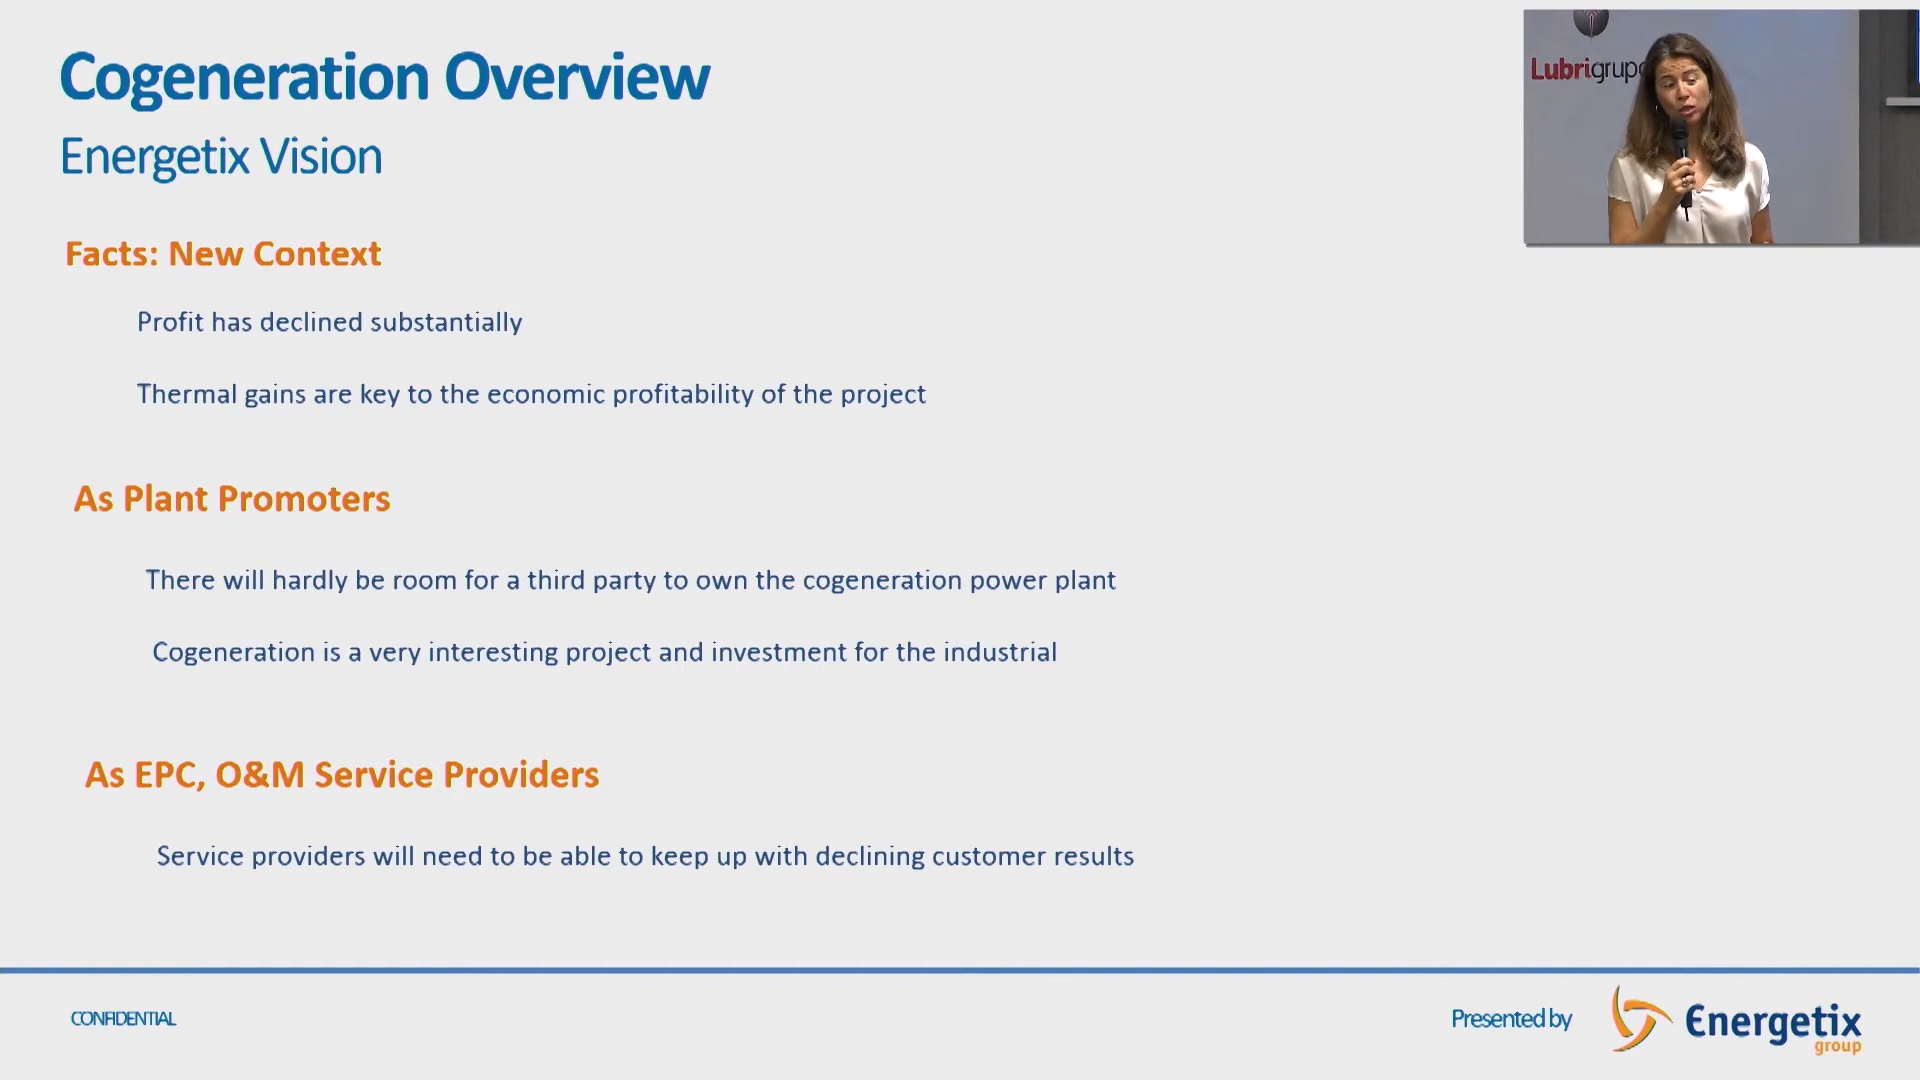 Cogeneration Overview
Energetix Vision
Lubrigrupo
Facts: New Context
Profit has declined substantially
Thermal gains are key to the economic profitability of the project
As Plant Promoters
There will hardly be room for a third party to own the cogeneration power plant
Cogeneration is a very interesting project and investment for the industrial
As EPC, O&M Service Providers
Service providers will need to be able to keep up with declining customer results
CONFIDENTIAL
Presented by
Energetix
group